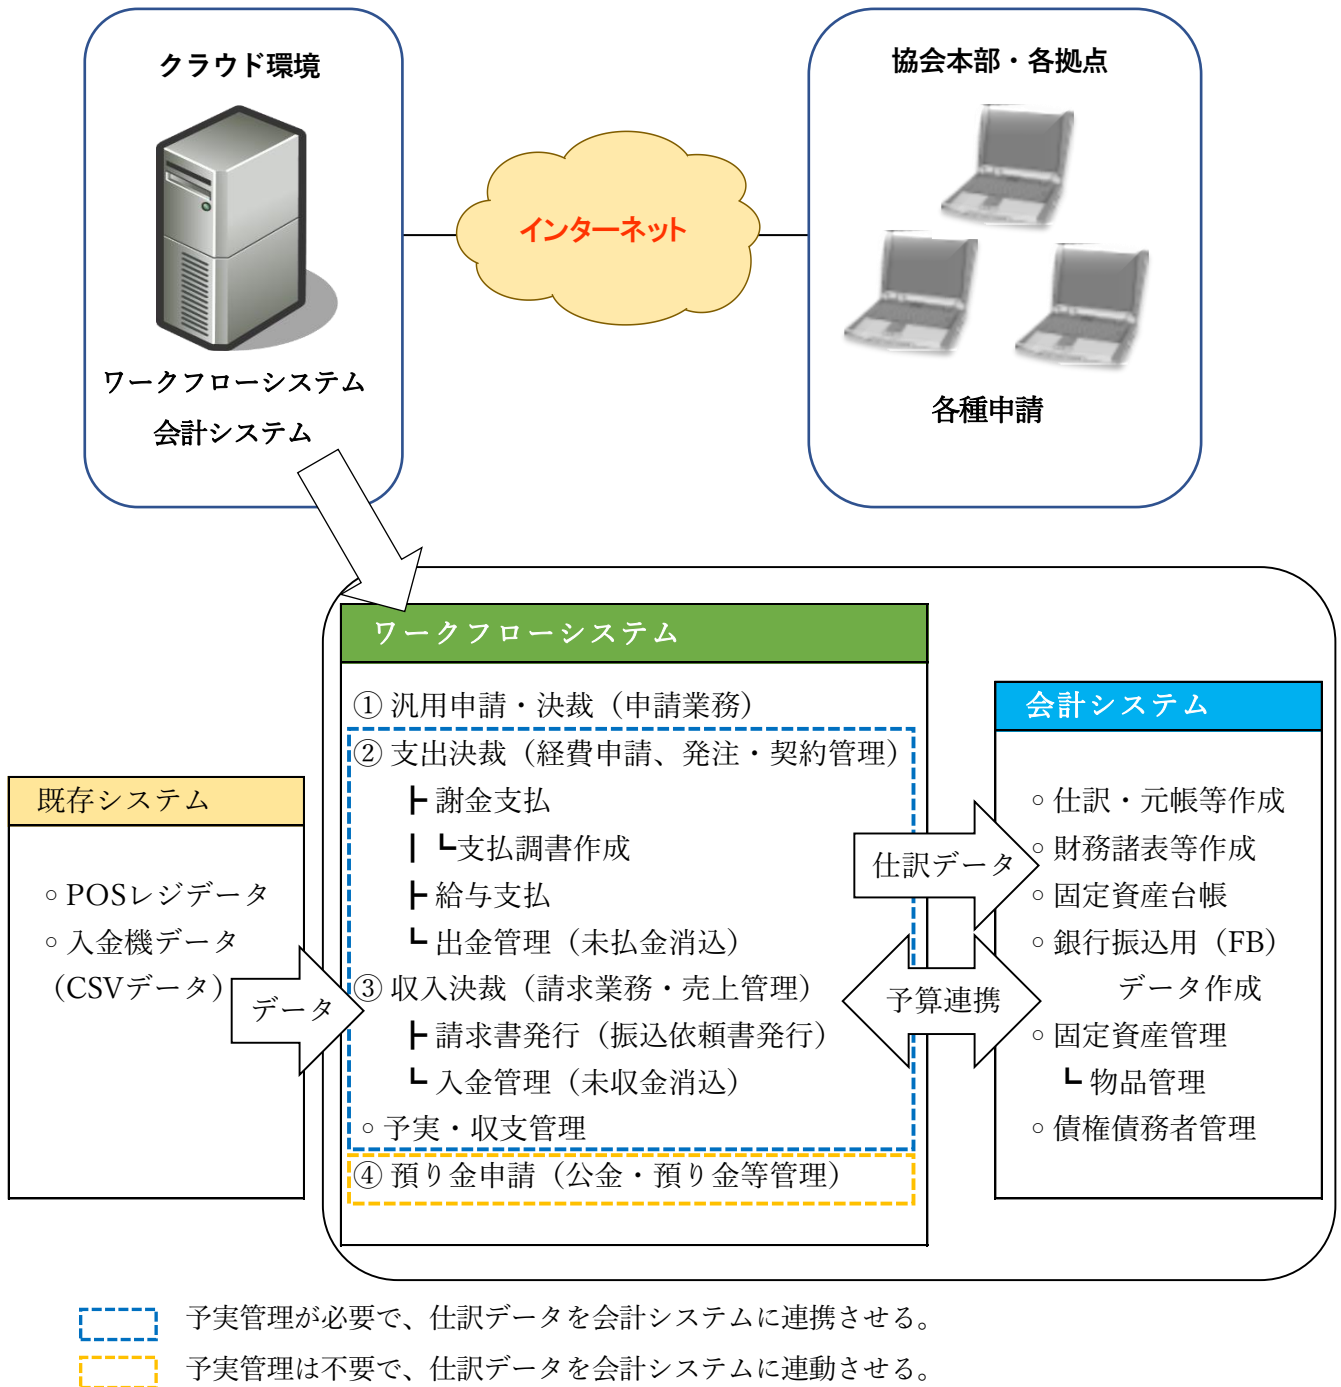 クラウド環境
ワークフローシステム
会計システム
インターネット
協会本部・各拠点
各種申請
既存システム
○ POSレジデータ
○ 入金機データ
（CSVデータ）
データ
ワークフローシステム
① 汎用申請・決裁（申請業務）
② 支出決裁（経費申請、発注・契約管理）
┣ 謝金支払
┃ ┗支払調書作成
┣ 給与支払
┗ 出金管理（未払金消込）
③ 収入決裁（請求業務・売上管理）
┣ 請求書発行（振込依頼書発行）
┗ 入金管理（未収金消込）
○ 予実・収支管理
④ 預り金申請（公金・預り金等管理）
仕訳データ
予算連携
会計システム
○ 仕訳・元帳等作成
○ 財務諸表等作成
○ 固定資産台帳
○ 銀行振込用（FB）
データ作成
○ 固定資産管理
┗ 物品管理
○ 債権債務者管理
予実管理が必要で、仕訳データを会計システムに連携させる。
予実管理は不要で、仕訳データを会計システムに連動させる。